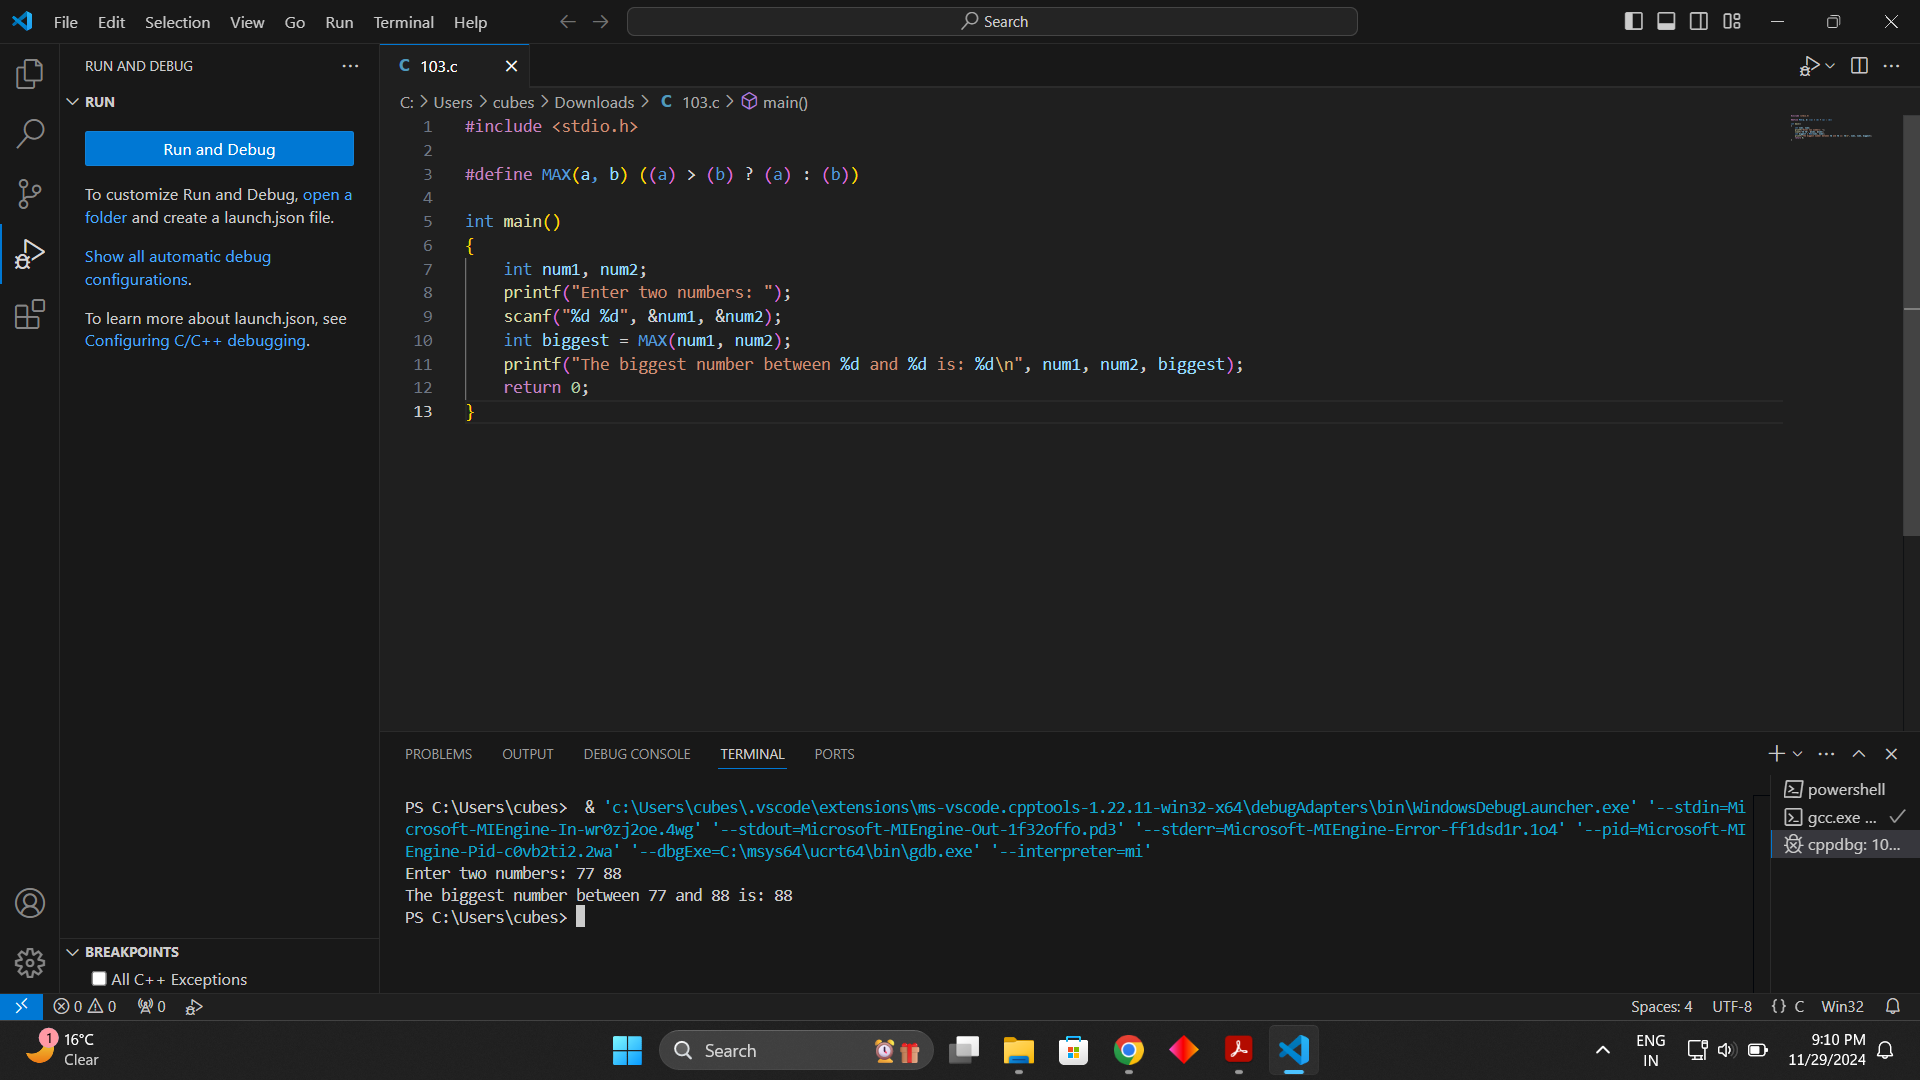 File Edit Selection View Go Run Terminal Help
Search
RUN AND DEBUG
RUN
Run and Debug
To customize Run and Debug, open a
folder and create a launch.json file.
Show all automatic debug
configurations.
To learn more about launch.json, see
Configuring C/C++ debugging.
C 103.c
C: > Users > cubes > Downloads > C 103.c > main()
1 #include <stdio.h>
2
3 #define MAX(a, b) ((a) > (b) ? (a) : (b))
4
5 int main()
6 {
7     int num1, num2;
8     printf("Enter two numbers: ");
9     scanf("%d %d", &num1, &num2);
10     int biggest = MAX(num1, num2);
11     printf("The biggest number between %d and %d is: %d\n", num1, num2, biggest);
12     return 0;
13 }
PROBLEMS OUTPUT DEBUG CONSOLE TERMINAL PORTS
PS C:\Users\cubes>  & 'c:\Users\cubes\.vscode\extensions\ms-vscode.cpptools-1.22.11-win32-x64\debugAdapters\bin\WindowsDebugLauncher.exe' '--stdin=Mi
crosoft-MIEngine-In-wr0zj2oe.4wg' '--stdout=Microsoft-MIEngine-Out-1f32offo.pd3' '--stderr=Microsoft-MIEngine-Error-ff1dsd1r.1o4' '--pid=Microsoft-MI
Engine-Pid-c0vb2ti2.2wa' '--dbgExe=C:\msys64\ucrt64\bin\gdb.exe' '--interpreter=mi'
Enter two numbers: 77 88
The biggest number between 77 and 88 is: 88
PS C:\Users\cubes>
powershell
gcc.exe ...
cppdbg: 10...
BREAKPOINTS
All C++ Exceptions
0 0 0
Spaces: 4 UTF-8 {} C Win32
1
16°C
Clear
Search
ENG
IN
9:10 PM
11/29/2024